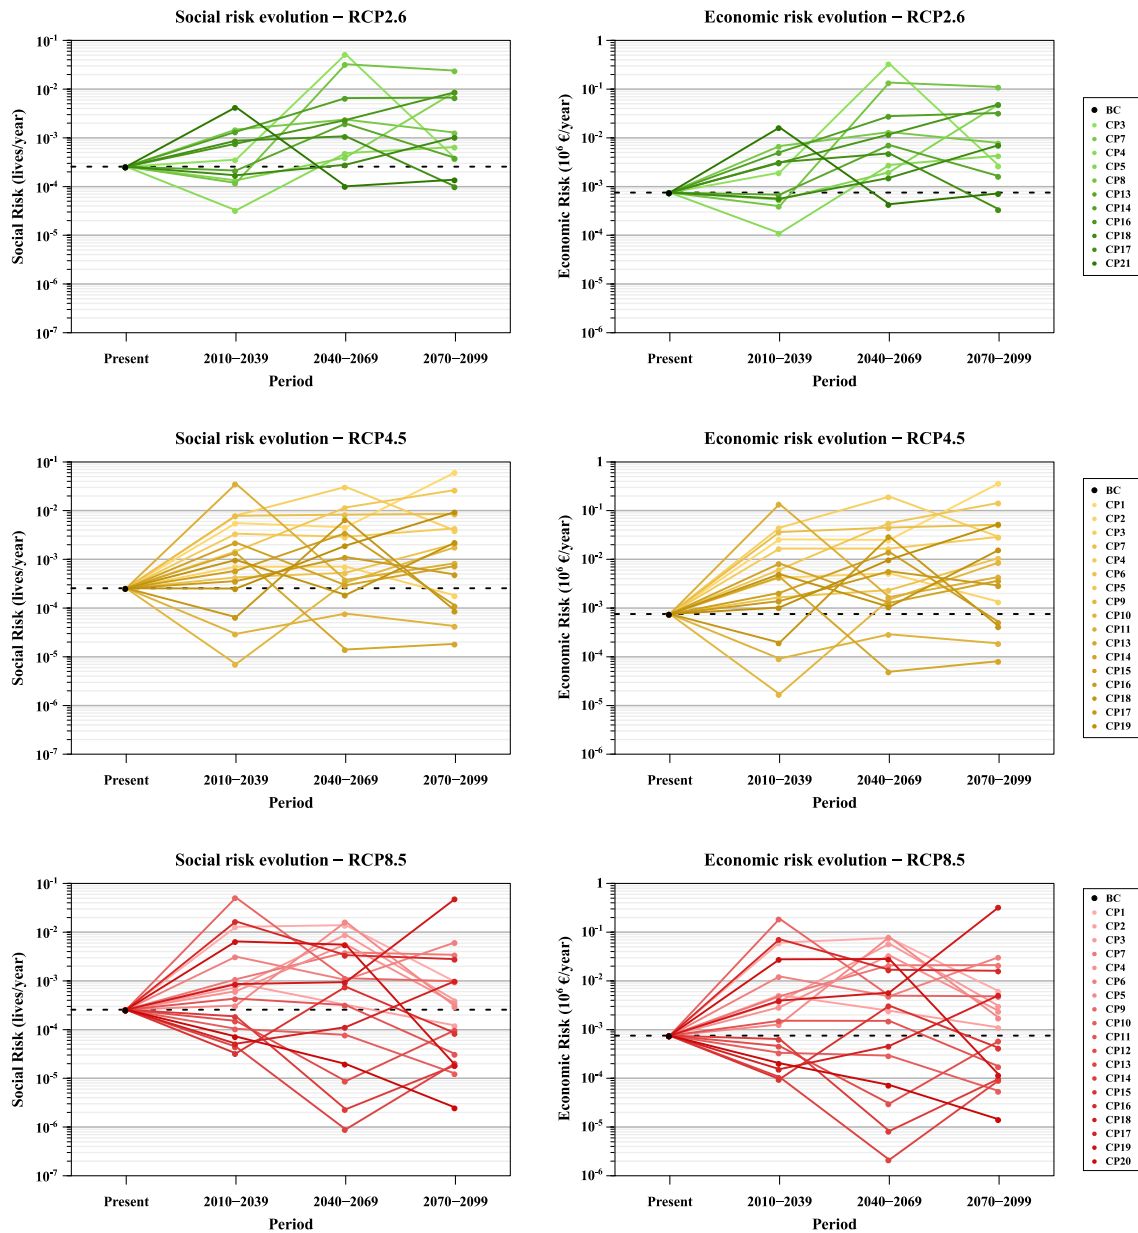 Social risk evolution – RCP2.6
Social Risk (lives/year)
10⁻¹
10⁻²
10⁻³
10⁻⁴
10⁻⁵
10⁻⁶
10⁻⁷
Present 2010–2039 2040–2069 2070–2099
Period
Economic risk evolution – RCP2.6
Economic Risk (10⁶ €/year)
1
10⁻¹
10⁻²
10⁻³
10⁻⁴
10⁻⁵
10⁻⁶
Present 2010–2039 2040–2069 2070–2099
Period
BC
CP3
CP7
CP4
CP5
CP8
CP13
CP14
CP16
CP18
CP17
CP21
Social risk evolution – RCP4.5
Social Risk (lives/year)
10⁻¹
10⁻²
10⁻³
10⁻⁴
10⁻⁵
10⁻⁶
10⁻⁷
Present 2010–2039 2040–2069 2070–2099
Period
Economic risk evolution – RCP4.5
Economic Risk (10⁶ €/year)
1
10⁻¹
10⁻²
10⁻³
10⁻⁴
10⁻⁵
10⁻⁶
Present 2010–2039 2040–2069 2070–2099
Period
BC
CP1
CP2
CP3
CP7
CP4
CP6
CP5
CP9
CP10
CP11
CP13
CP14
CP15
CP16
CP18
CP17
CP19
Social risk evolution – RCP8.5
Social Risk (lives/year)
10⁻¹
10⁻²
10⁻³
10⁻⁴
10⁻⁵
10⁻⁶
10⁻⁷
Present 2010–2039 2040–2069 2070–2099
Period
Economic risk evolution – RCP8.5
Economic Risk (10⁶ €/year)
1
10⁻¹
10⁻²
10⁻³
10⁻⁴
10⁻⁵
10⁻⁶
Present 2010–2039 2040–2069 2070–2099
Period
BC
CP1
CP2
CP3
CP7
CP4
CP6
CP5
CP9
CP10
CP11
CP12
CP13
CP14
CP15
CP16
CP18
CP17
CP19
CP20